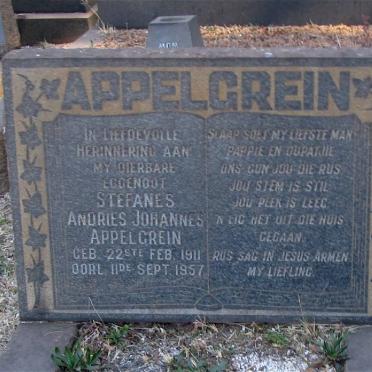 APPELGREIN
IN LIEFDEVOLLE
HERINNERING AAN
MY DIERBARE
EGGENOOT
STEFANES
ANDRIES JOHANNES
APPELGREIN
GEB. 22STE FEB. 1911
OORL. 11DE SEPT. 1957
SLAAP SOET MY LIEFSTE MAN
PAPPIE EN OUPATJIE
ONS GUN JOU DIE RUS
JOU STEM IS STIL
JOU PLEK IS LEEG
'N LIG HET UIT DIE HUIS
GEGAAN.
RUS SAG IN JESUS ARMEN
MY LIEFLING.